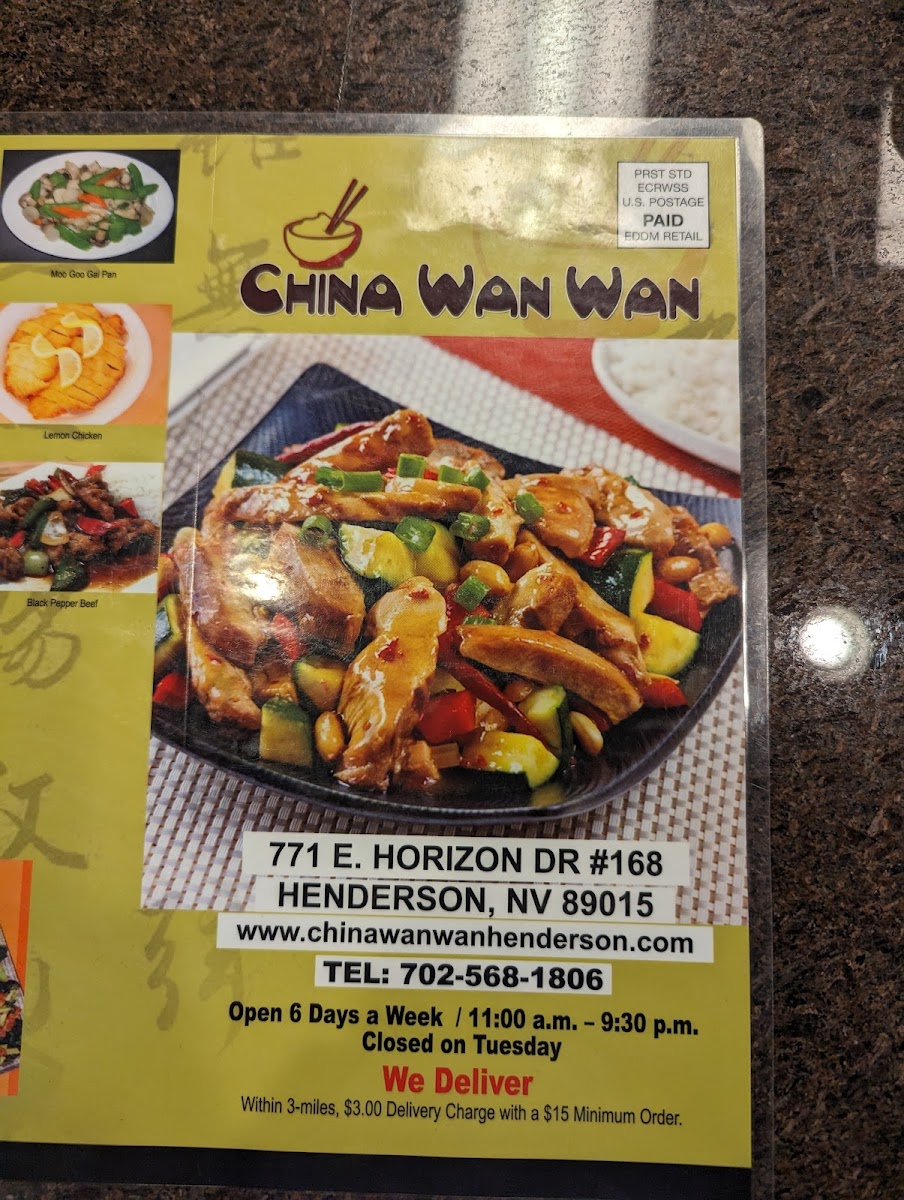 PRST STD
ECRWSS
U.S. POSTAGE
PAID
EDDM RETAIL
CHINA WAN WAN
Moo Goo Gai Pan
Lemon Chicken
Black Pepper Beef
771 E. HORIZON DR #168
HENDERSON, NV 89015
www.chinawanwanhenderson.com
TEL: 702-568-1806
Open 6 Days a Week / 11:00 a.m. – 9:30 p.m.
Closed on Tuesday
We Deliver
Within 3-miles, $3.00 Delivery Charge with a $15 Minimum Order.